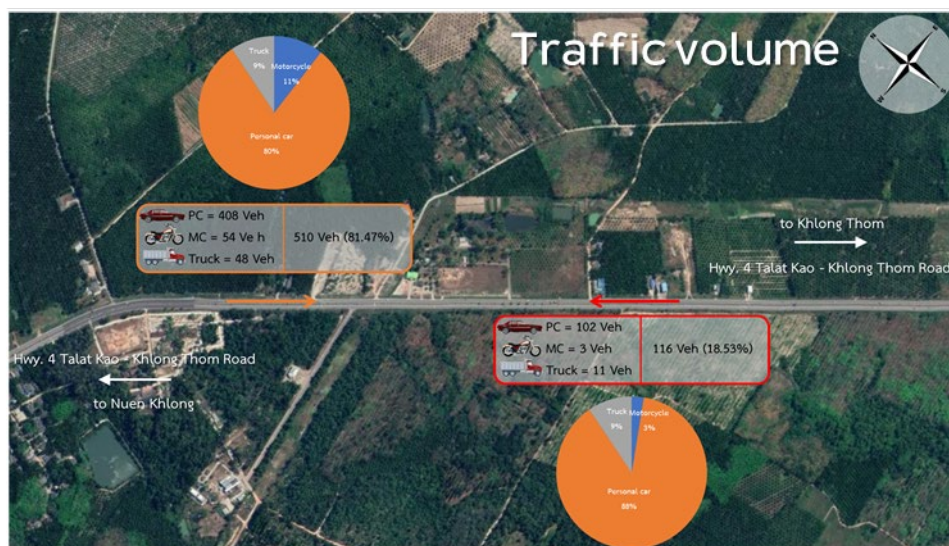 Traffic volume
Truck
9%
Motorcycle
11%
Personal car
80%
PC = 408 Veh
MC = 54 Ve h
Truck = 48 Veh
510 Veh (81.47%)
to Khlong Thom
Hwy. 4 Talat Kao - Khlong Thom Road
PC = 102 Veh
MC = 3 Veh
Truck = 11 Veh
116 Veh (18.53%)
Hwy. 4 Talat Kao - Khlong Thom Road
to Nuen Khlong
Truck
9%
Motorcycle
3%
Personal car
88%